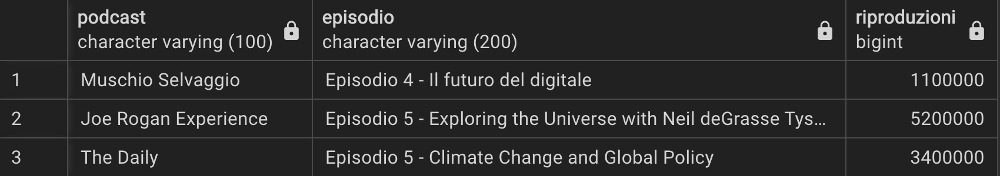 podcast episodio riproduzioni
character varying (100) character varying (200) bigint
1 Muschio Selvaggio Episodio 4 - Il futuro del digitale 1100000
2 Joe Rogan Experience Episodio 5 - Exploring the Universe with Neil deGrasse Tys... 5200000
3 The Daily Episodio 5 - Climate Change and Global Policy 3400000